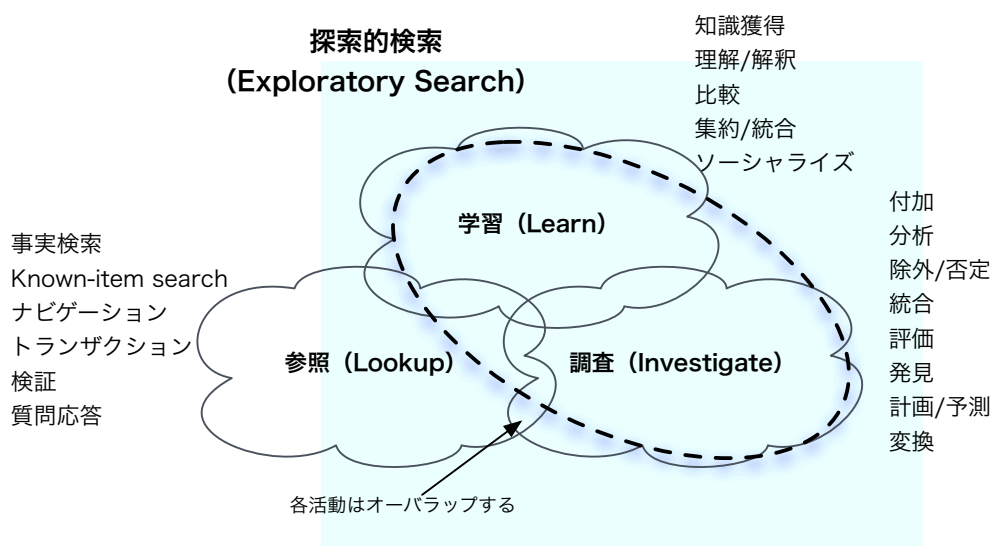 探索的検索
(Exploratory Search)
知識獲得
理解/解釈
比較
集約/統合
ソーシャライズ
学習（Learn）
付加
分析
除外/否定
統合
評価
発見
計画/予測
変換
事実検索
Known-item search
ナビゲーション
トランザクション
検証
質問応答
参照（Lookup）
調査（Investigate）
各活動はオーバラップする